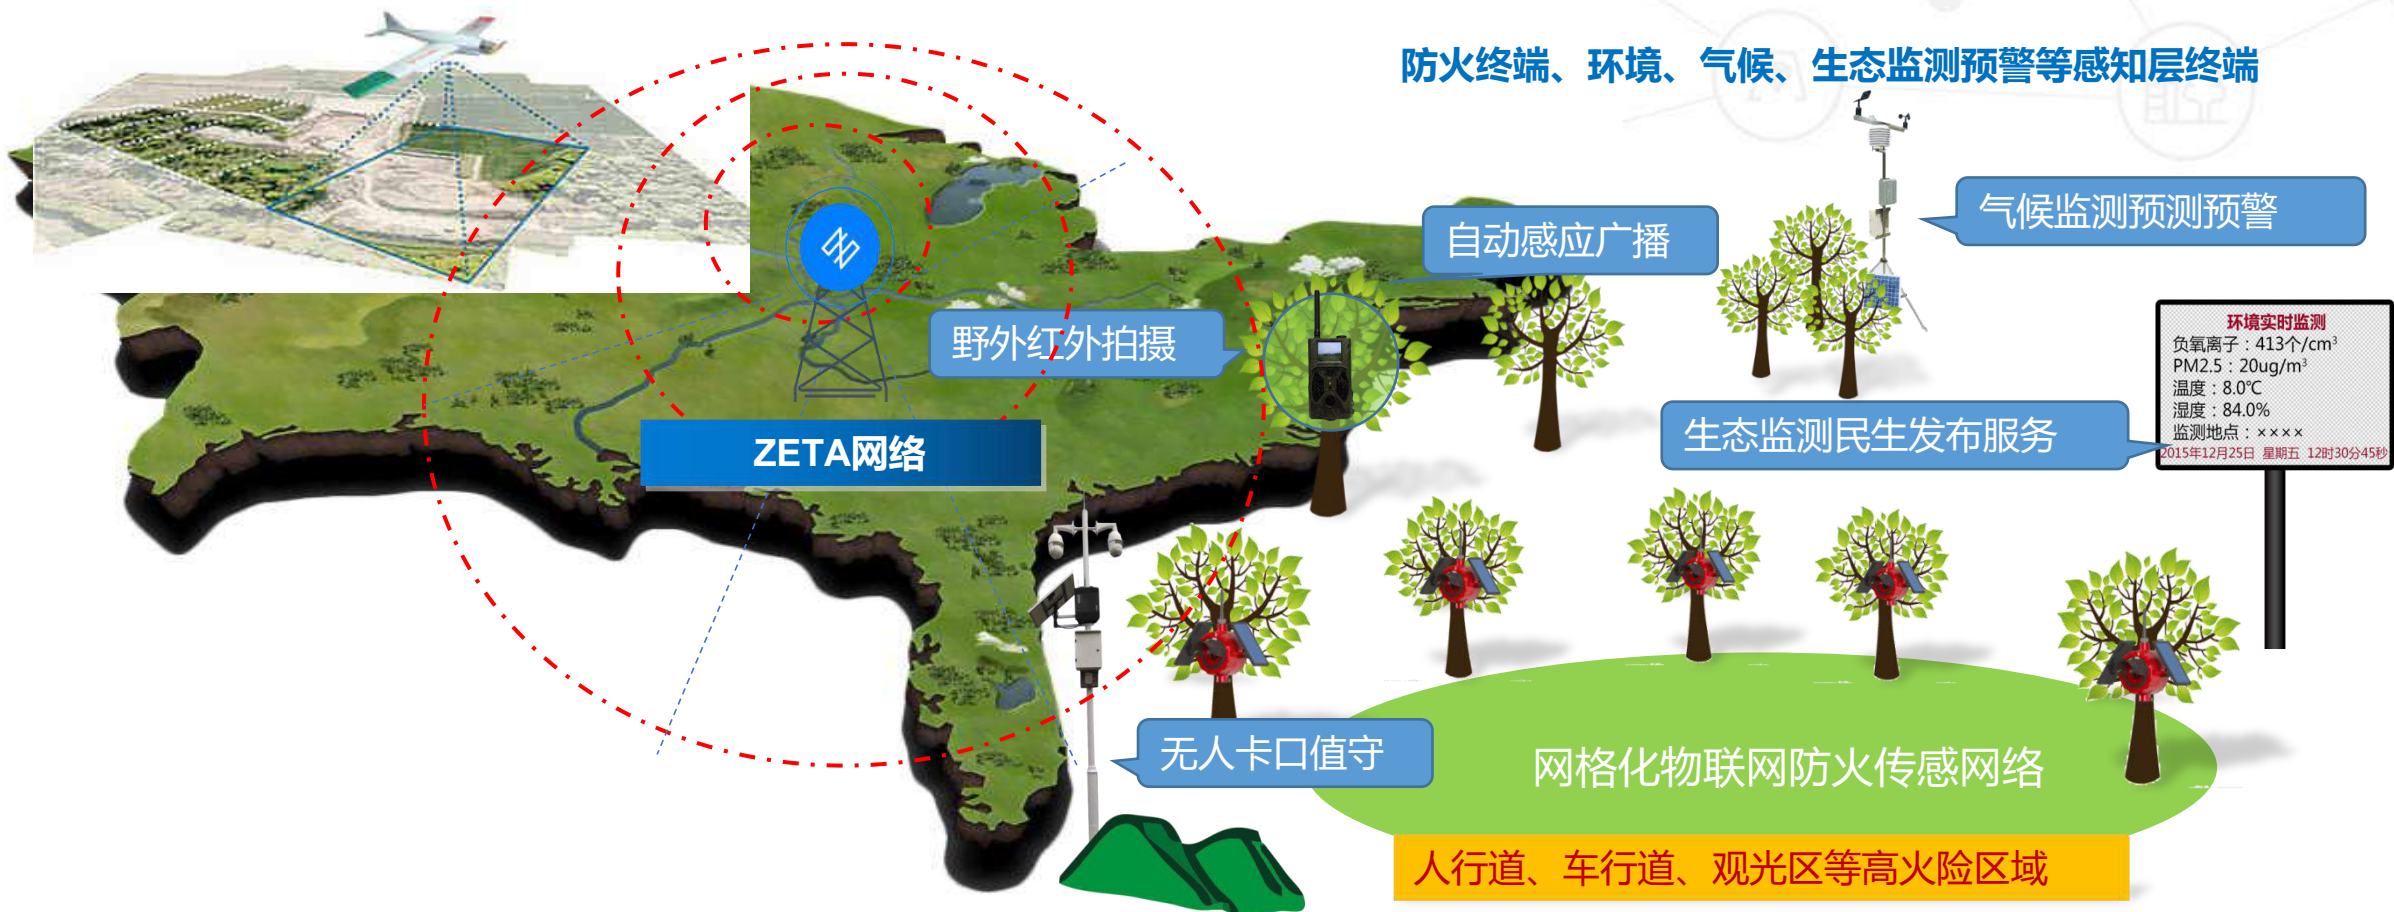 防火终端、环境、气候、生态监测预警等感知层终端
气候监测预测预警
自动感应广播
野外红外拍摄
环境实时监测
负氧离子：413个/cm³
PM2.5：20ug/m³
温度：8.0℃
湿度：84.0%
监测地点：××××
2015年12月25日 星期五 12时30分45秒
生态监测民生发布服务
ZETA网络
无人卡口值守
网格化物联网防火传感网络
人行道、车行道、观光区等高火险区域